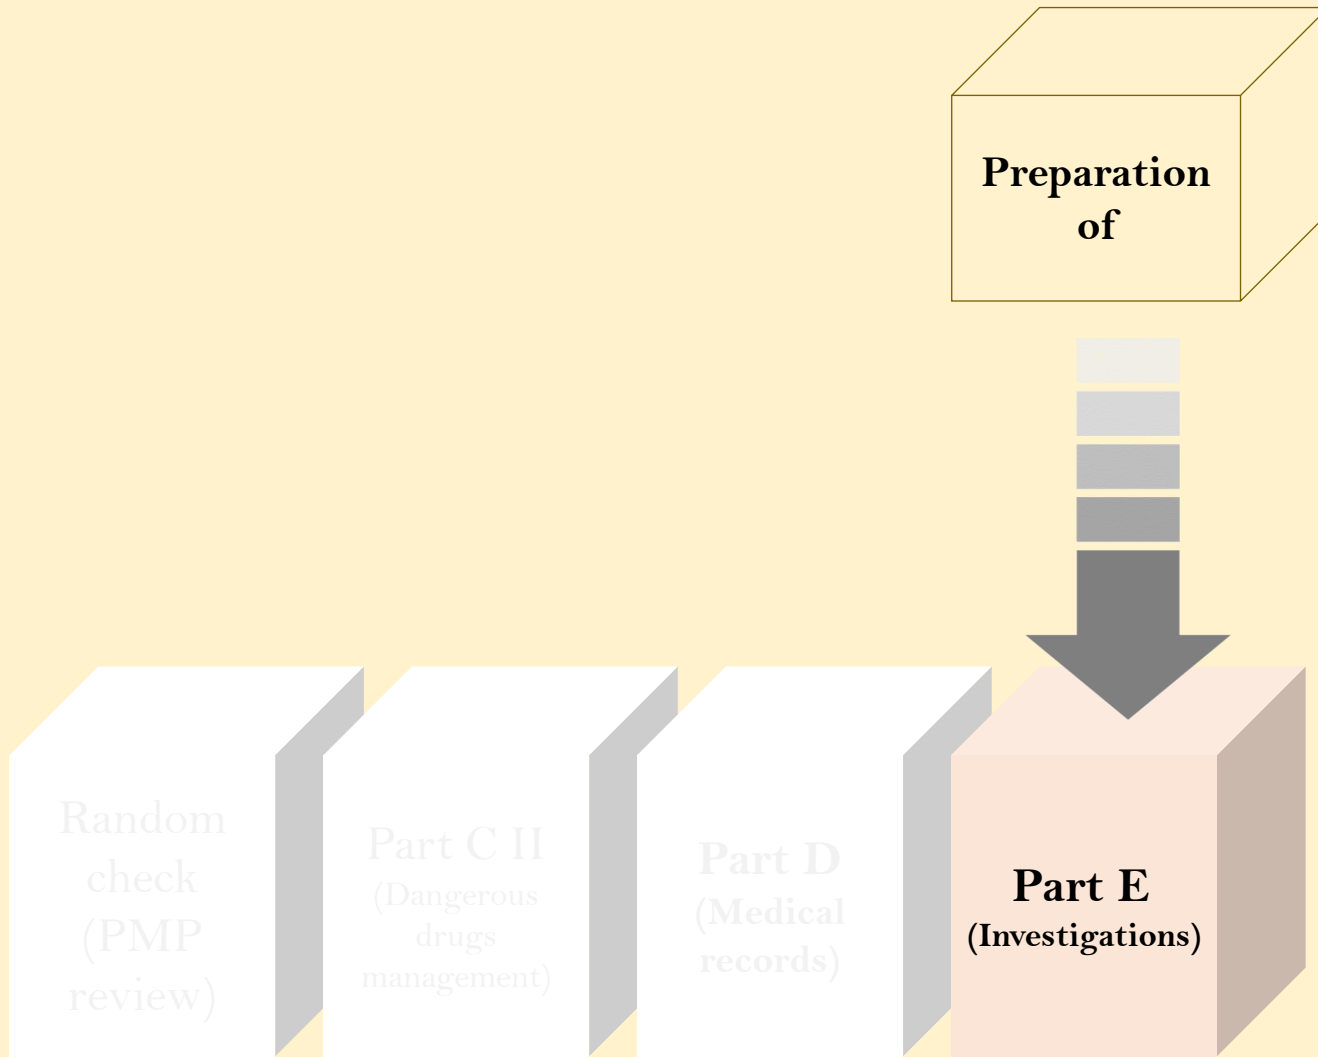 Preparation
of
Random
check
(PMP
review)
Part C II
(Dangerous
drugs
management)
Part D
(Medical
records)
Part E
(Investigations)